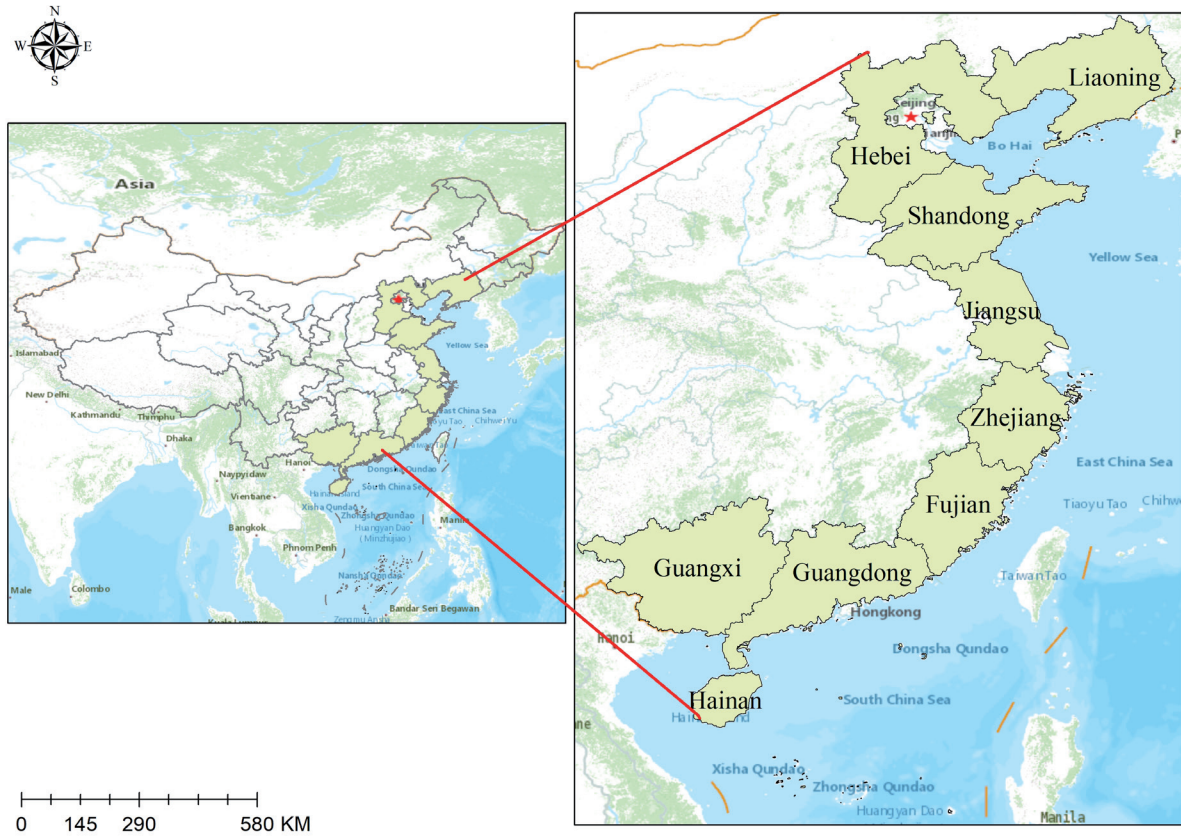 N
W
E
S
Asia
Islamabad
New Delhi
Kathmandu
Thimphu
Dhaka
Naypyidaw
Hanoi
Vientiane
Bangkok
Phnom Penh
Male
Colombo
Yellow Sea
East China Sea
Chihwei Yu
Dongsha Qundao
South China Sea
Xisha Qundao
Zhongsha Qundao
Huangyan Dao
( Minzhujiao )
Manila
Nansha Qundao
Bandar Seri Begawan
Liaoning
Hebei
Bo Hai
Shandong
Yellow Sea
Jiangsu
Zhejiang
East China Sea
Tiaoyu Tao
Chihw
Fujian
Guangxi
Guangdong
Taiwan Tao
Hongkong
Hanoi
Dongsha Qundao
Hainan
South China Sea
Xisha Qundao
Zhongsha Qundao
Huangyan Dao
Manila
0 145 290 580 KM